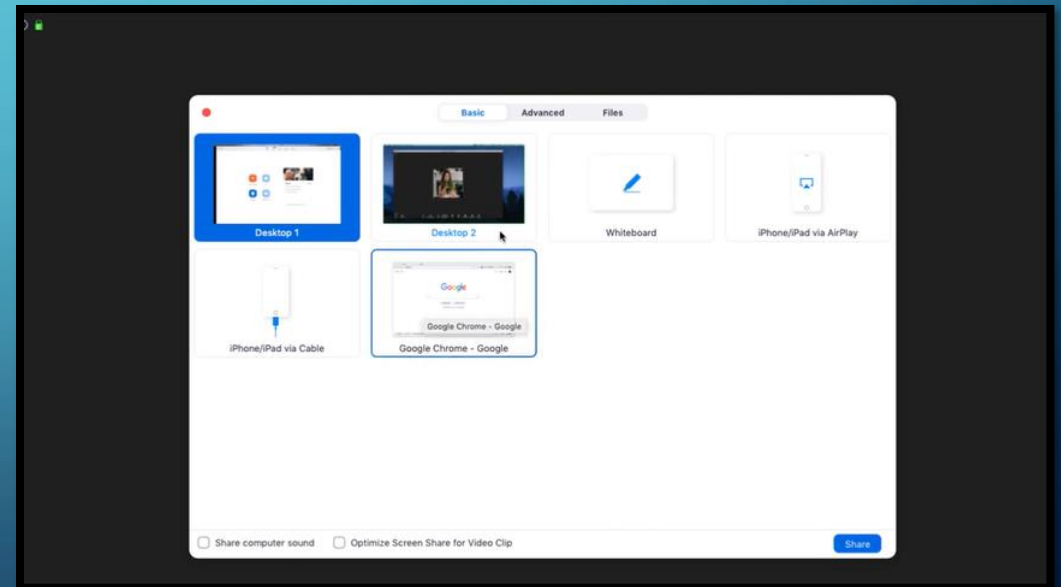 Basic Advanced Files
Desktop 1 Desktop 2 Whiteboard iPhone/iPad via AirPlay
Google
Google Chrome - Google
iPhone/iPad via Cable Google Chrome - Google
Share computer sound Optimize Screen Share for Video Clip Share